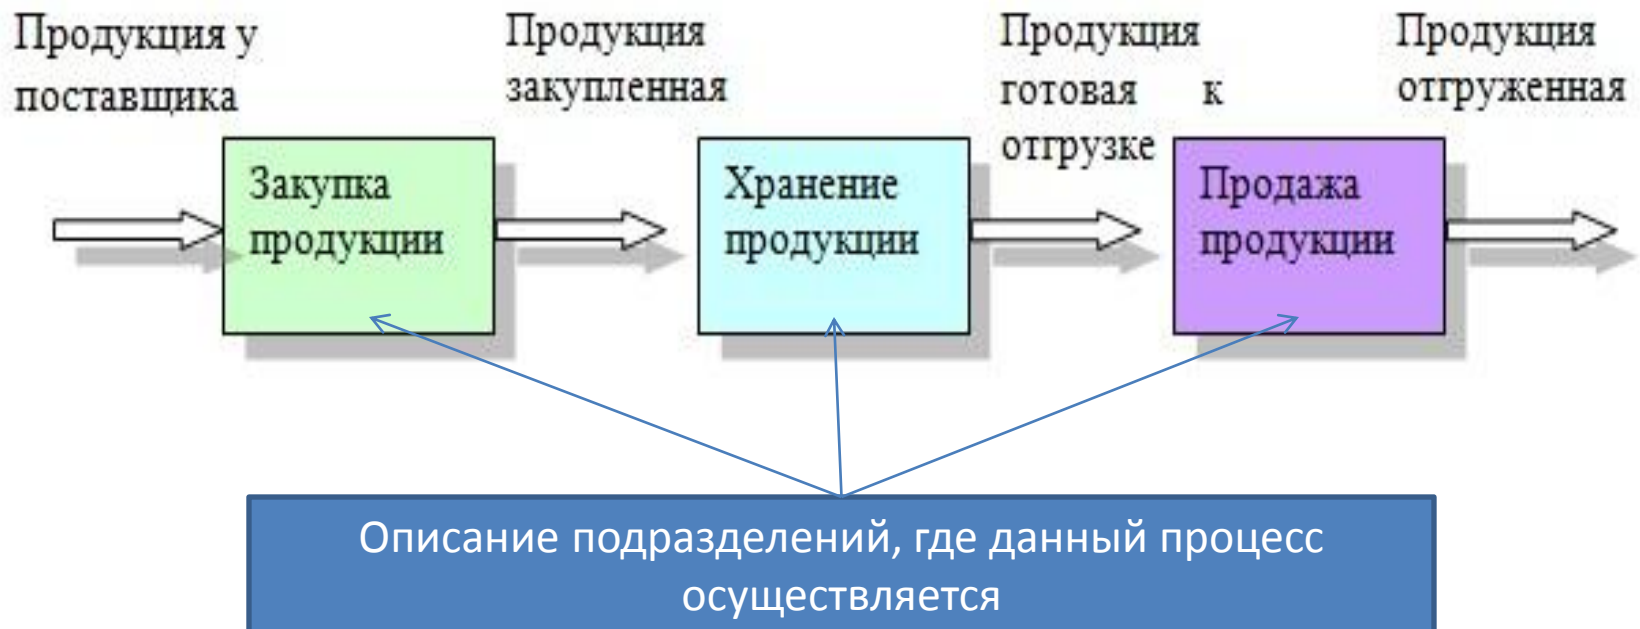 Продукция у
поставщика
Продукция
закупленная
Продукция
готовая к
отгрузке
Продукция
отгруженная
Закупка
продукции
Хранение
продукции
Продажа
продукции
Описание подразделений, где данный процесс
осуществляется